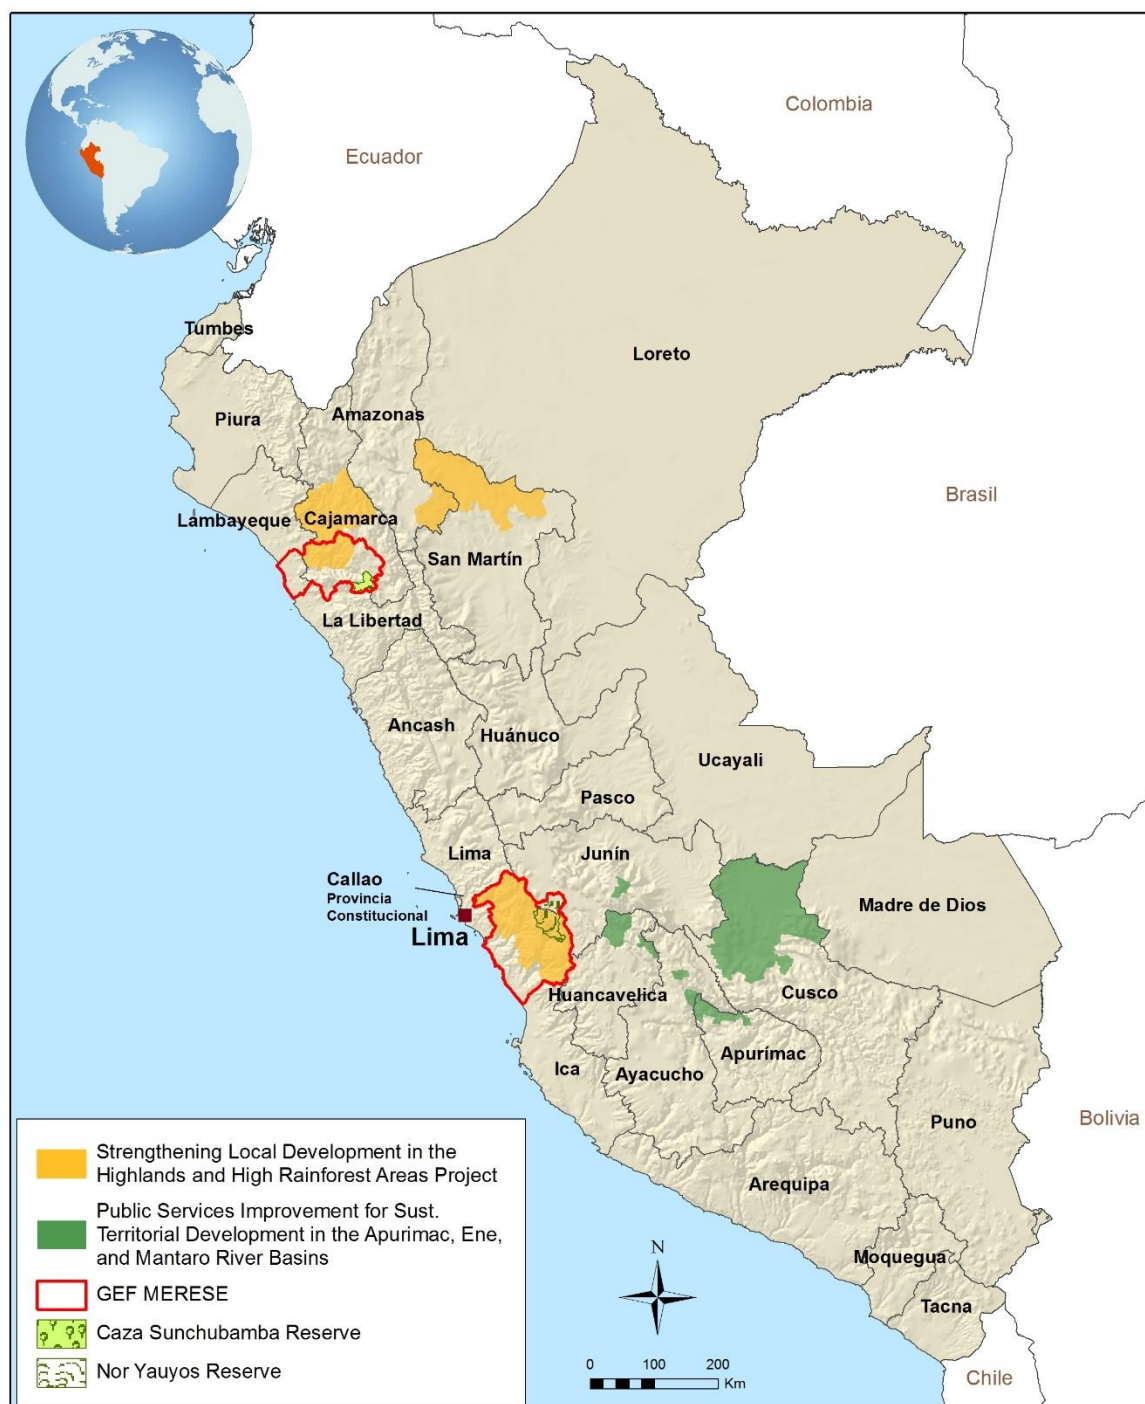 Colombia
Ecuador
Tumbes
Loreto
Piura
Amazonas
Brasil
Lambayeque
Cajamarca
San Martín
La Libertad
Ancash
Huánuco
Ucayali
Pasco
Lima
Junín
Callao
Provincia
Constitucional
Madre de Dios
Lima
Huancavelica
Cusco
Apurímac
Ica
Ayacucho
Puno
Bolivia
Arequipa
Moquegua
Tacna
Chile
Strengthening Local Development in the
Highlands and High Rainforest Areas Project
Public Services Improvement for Sust.
Territorial Development in the Apurimac, Ene,
and Mantaro River Basins
GEF MERESE
Caza Sunchubamba Reserve
Nor Yauyos Reserve
N
0 100 200
Km